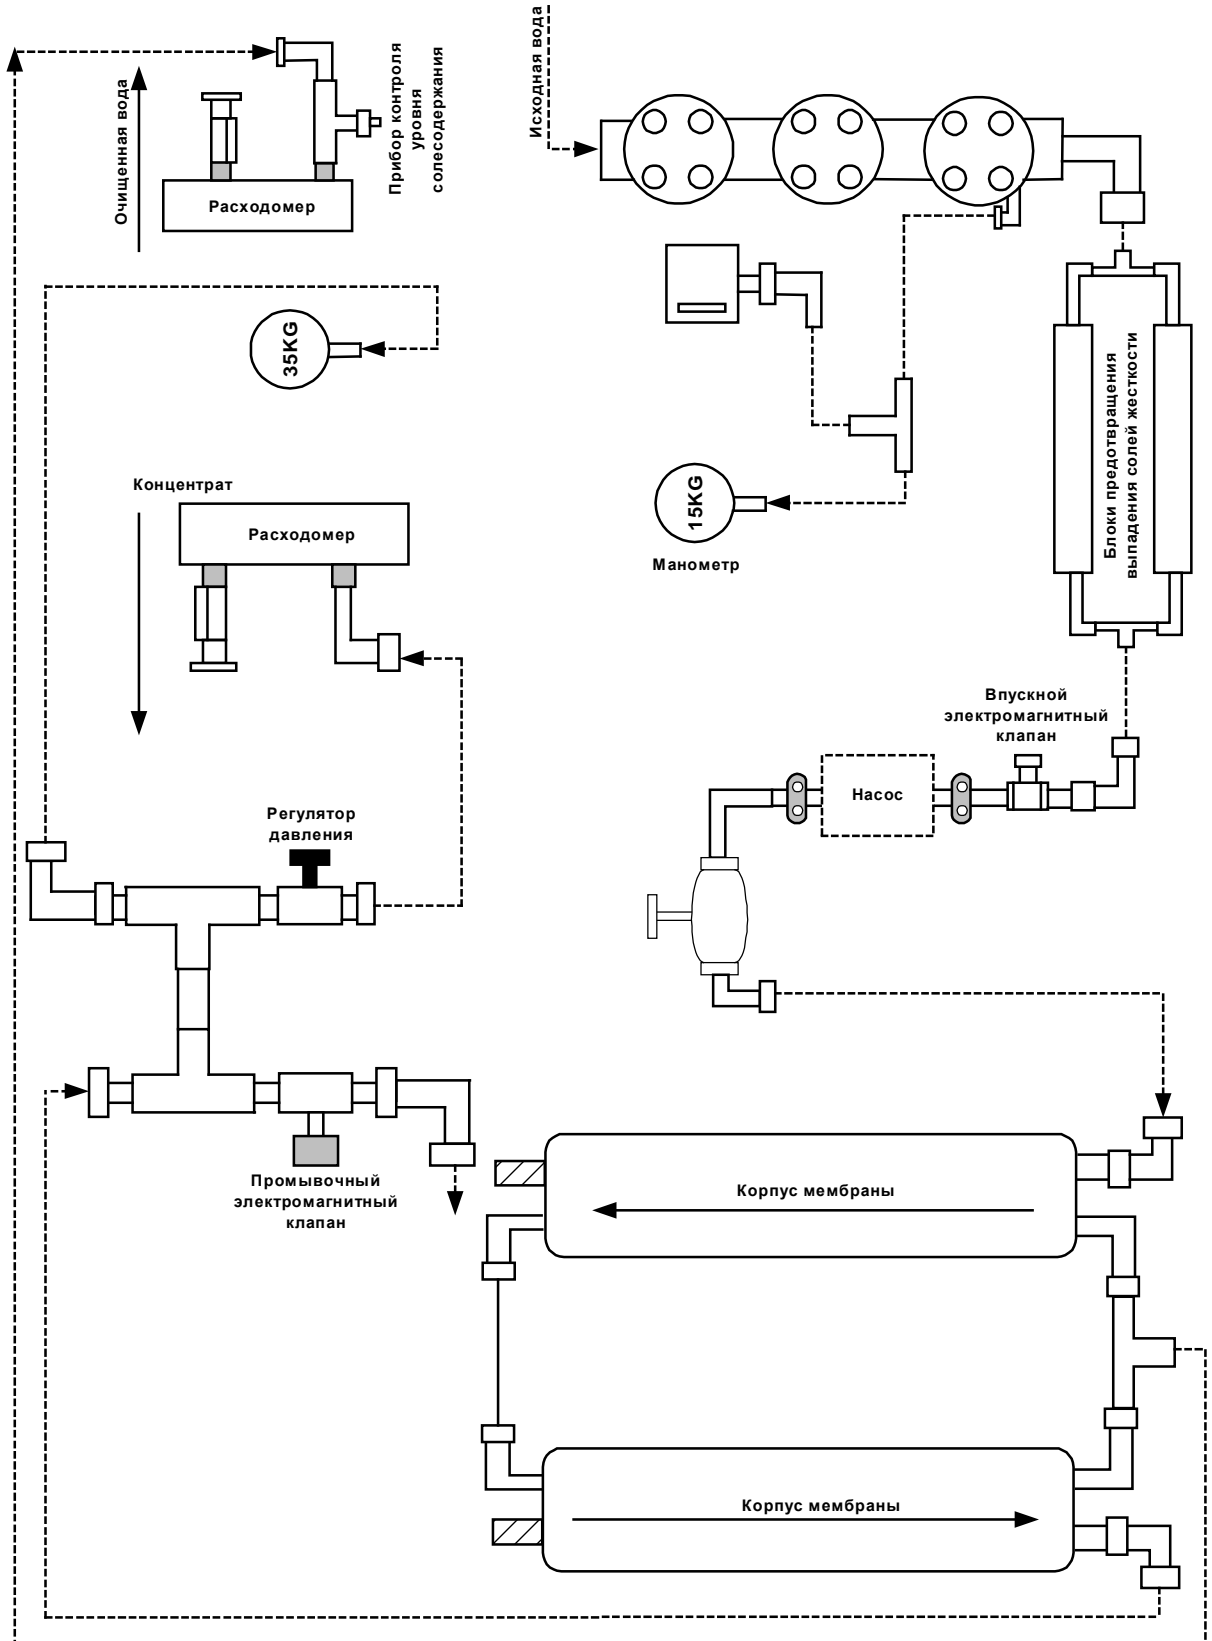 Исходная вода
Очищенная вода
Прибор контроля
уровня
солесодержания
Расходомер
35KG
Блоки предотвращения
выпадения солей жесткости
Концентрат
15KG
Расходомер
Манометр
Впускной
электромагнитный
клапан
Насос
Регулятор
давления
Промывочный
электромагнитный
клапан
Корпус мембраны
Корпус мембраны